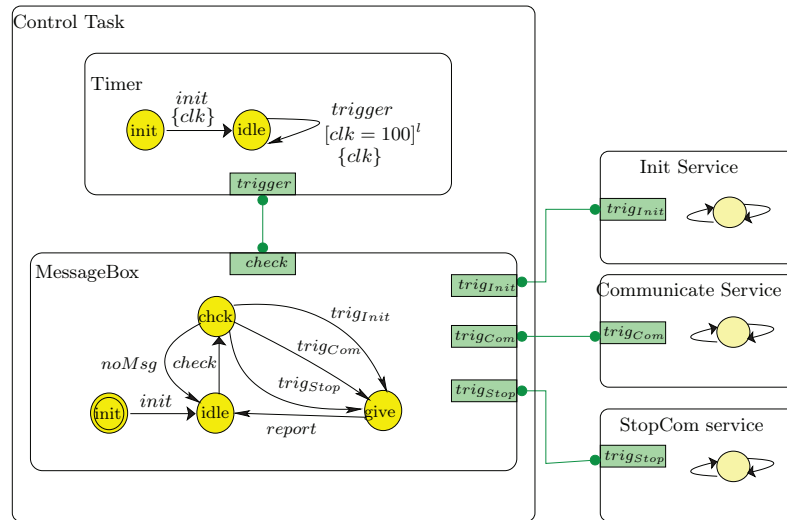 Control Task
Timer
init
{clk}
init
idle
trigger
[clk = 100]^l
{clk}
trigger
check
MessageBox
chck
noMsg
check
trig_Init
trig_Com
trig_Stop
init
init
idle
give
report
trig_Init
trig_Com
trig_Stop
Init Service
trig_Init
Communicate Service
trig_Com
StopCom service
trig_Stop